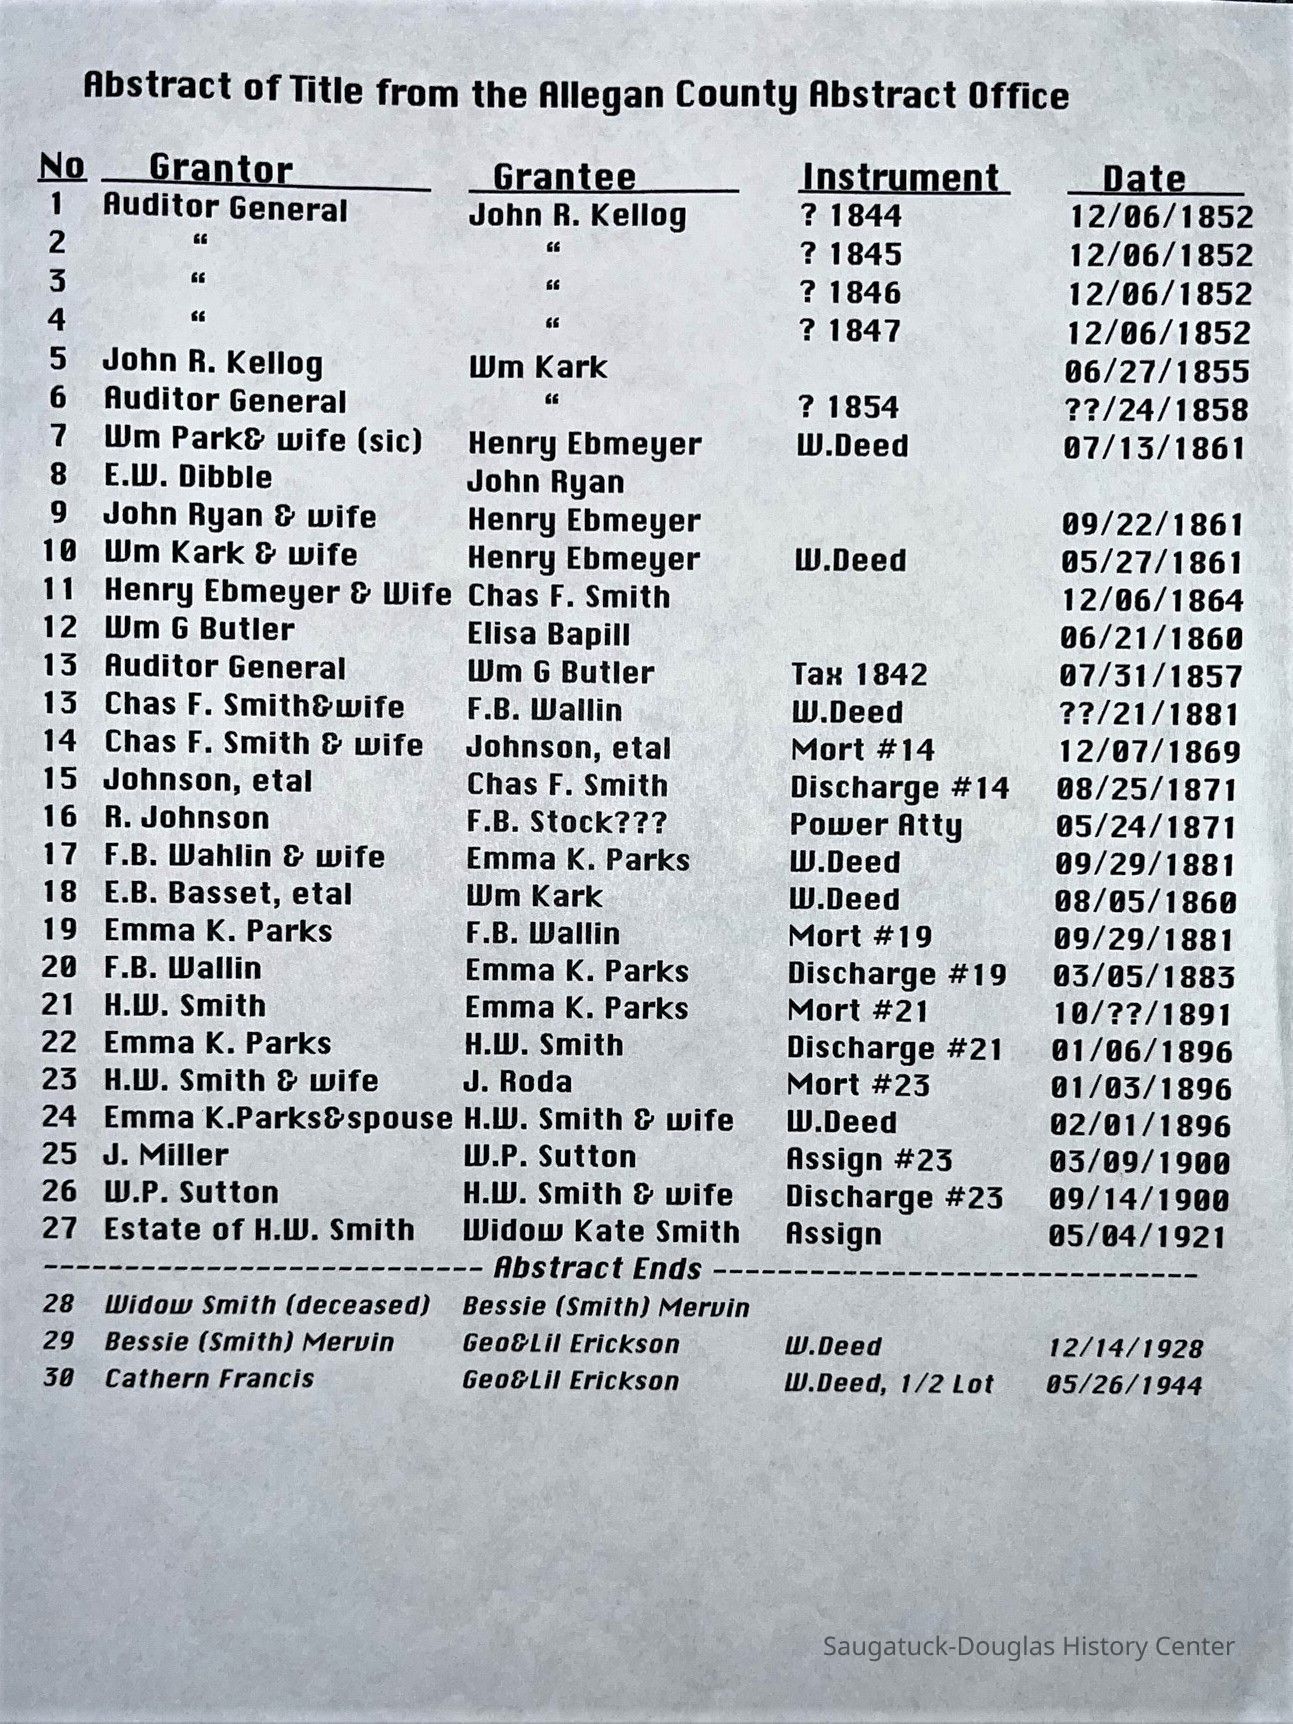 Abstract of Title from the Allegan County Abstract Office
No Grantor Grantee Instrument Date
1 Auditor General John R. Kellog ? 1844 12/06/1852
2 “ “ ? 1845 12/06/1852
3 “ “ ? 1846 12/06/1852
4 “ “ ? 1847 12/06/1852
5 John R. Kellog Wm Kark 06/27/1855
6 Auditor General “ ? 1854 ??/24/1858
7 Wm Park& wife (sic) Henry Ebmeyer W.Deed 07/13/1861
8 E.W. Dibble John Ryan
9 John Ryan & wife Henry Ebmeyer 09/22/1861
10 Wm Kark & wife Henry Ebmeyer W.Deed 05/27/1861
11 Henry Ebmeyer & Wife Chas F. Smith 12/06/1864
12 Wm G Butler Elisa Bapill 06/21/1860
13 Auditor General Wm G Butler Tax 1842 07/31/1857
13 Chas F. Smith&wife F.B. Wallin W.Deed ??/21/1881
14 Chas F. Smith & wife Johnson, etal Mort #14 12/07/1869
15 Johnson, etal Chas F. Smith Discharge #14 08/25/1871
16 R. Johnson F.B. Stock??? Power Atty 05/24/1871
17 F.B. Wahlin & wife Emma K. Parks W.Deed 09/29/1881
18 E.B. Basset, etal Wm Kark W.Deed 08/05/1860
19 Emma K. Parks F.B. Wallin Mort #19 09/29/1881
20 F.B. Wallin Emma K. Parks Discharge #19 03/05/1883
21 H.W. Smith Emma K. Parks Mort #21 10/??/1891
22 Emma K. Parks H.W. Smith Discharge #21 01/06/1896
23 H.W. Smith & wife J. Roda Mort #23 01/03/1896
24 Emma K.Parks&spouse H.W. Smith & wife W.Deed 02/01/1896
25 J. Miller W.P. Sutton Assign #23 03/09/1900
26 W.P. Sutton H.W. Smith & wife Discharge #23 09/14/1900
27 Estate of H.W. Smith Widow Kate Smith Assign 05/04/1921
--------------------------- Abstract Ends ------------------------------
28 Widow Smith (deceased) Bessie (Smith) Mervin
29 Bessie (Smith) Mervin Geo&Lil Erickson W.Deed 12/14/1928
30 Cathern Francis Geo&Lil Erickson W.Deed, 1/2 Lot 05/26/1944
Saugatuck-Douglas History Center